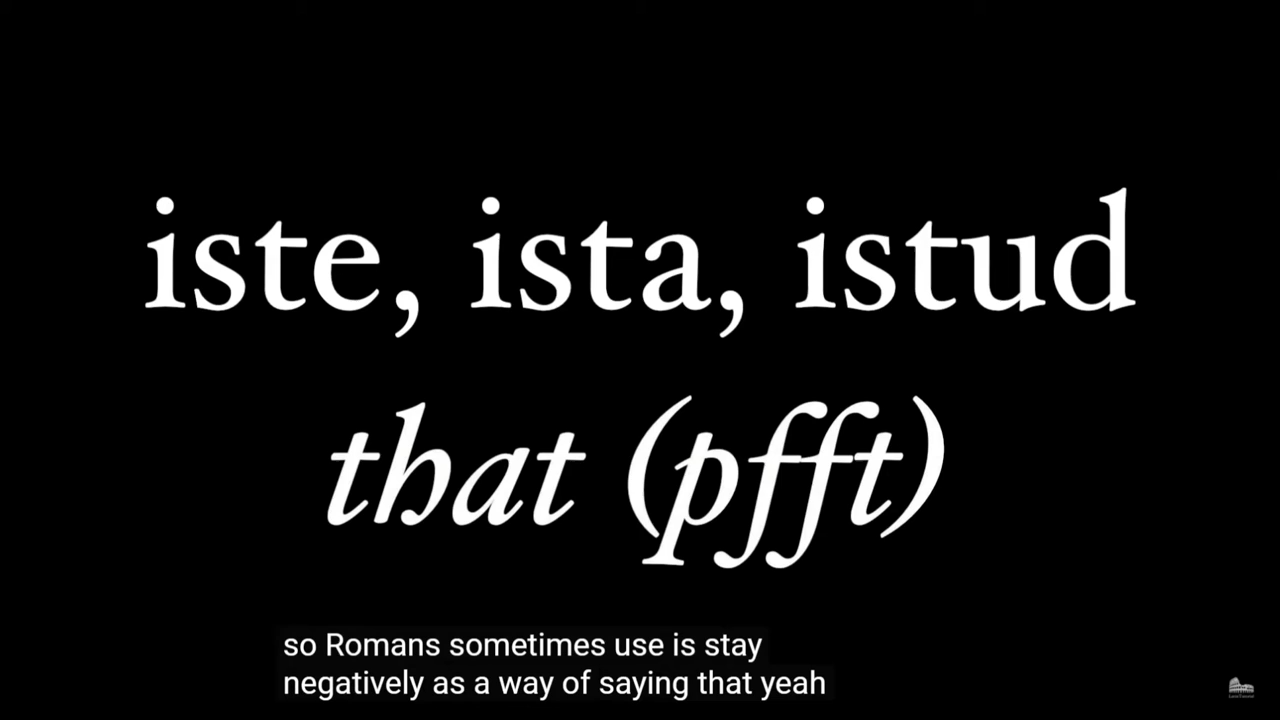 iste, ista, istud
that (pfft)
so Romans sometimes use is stay
negatively as a way of saying that yeah